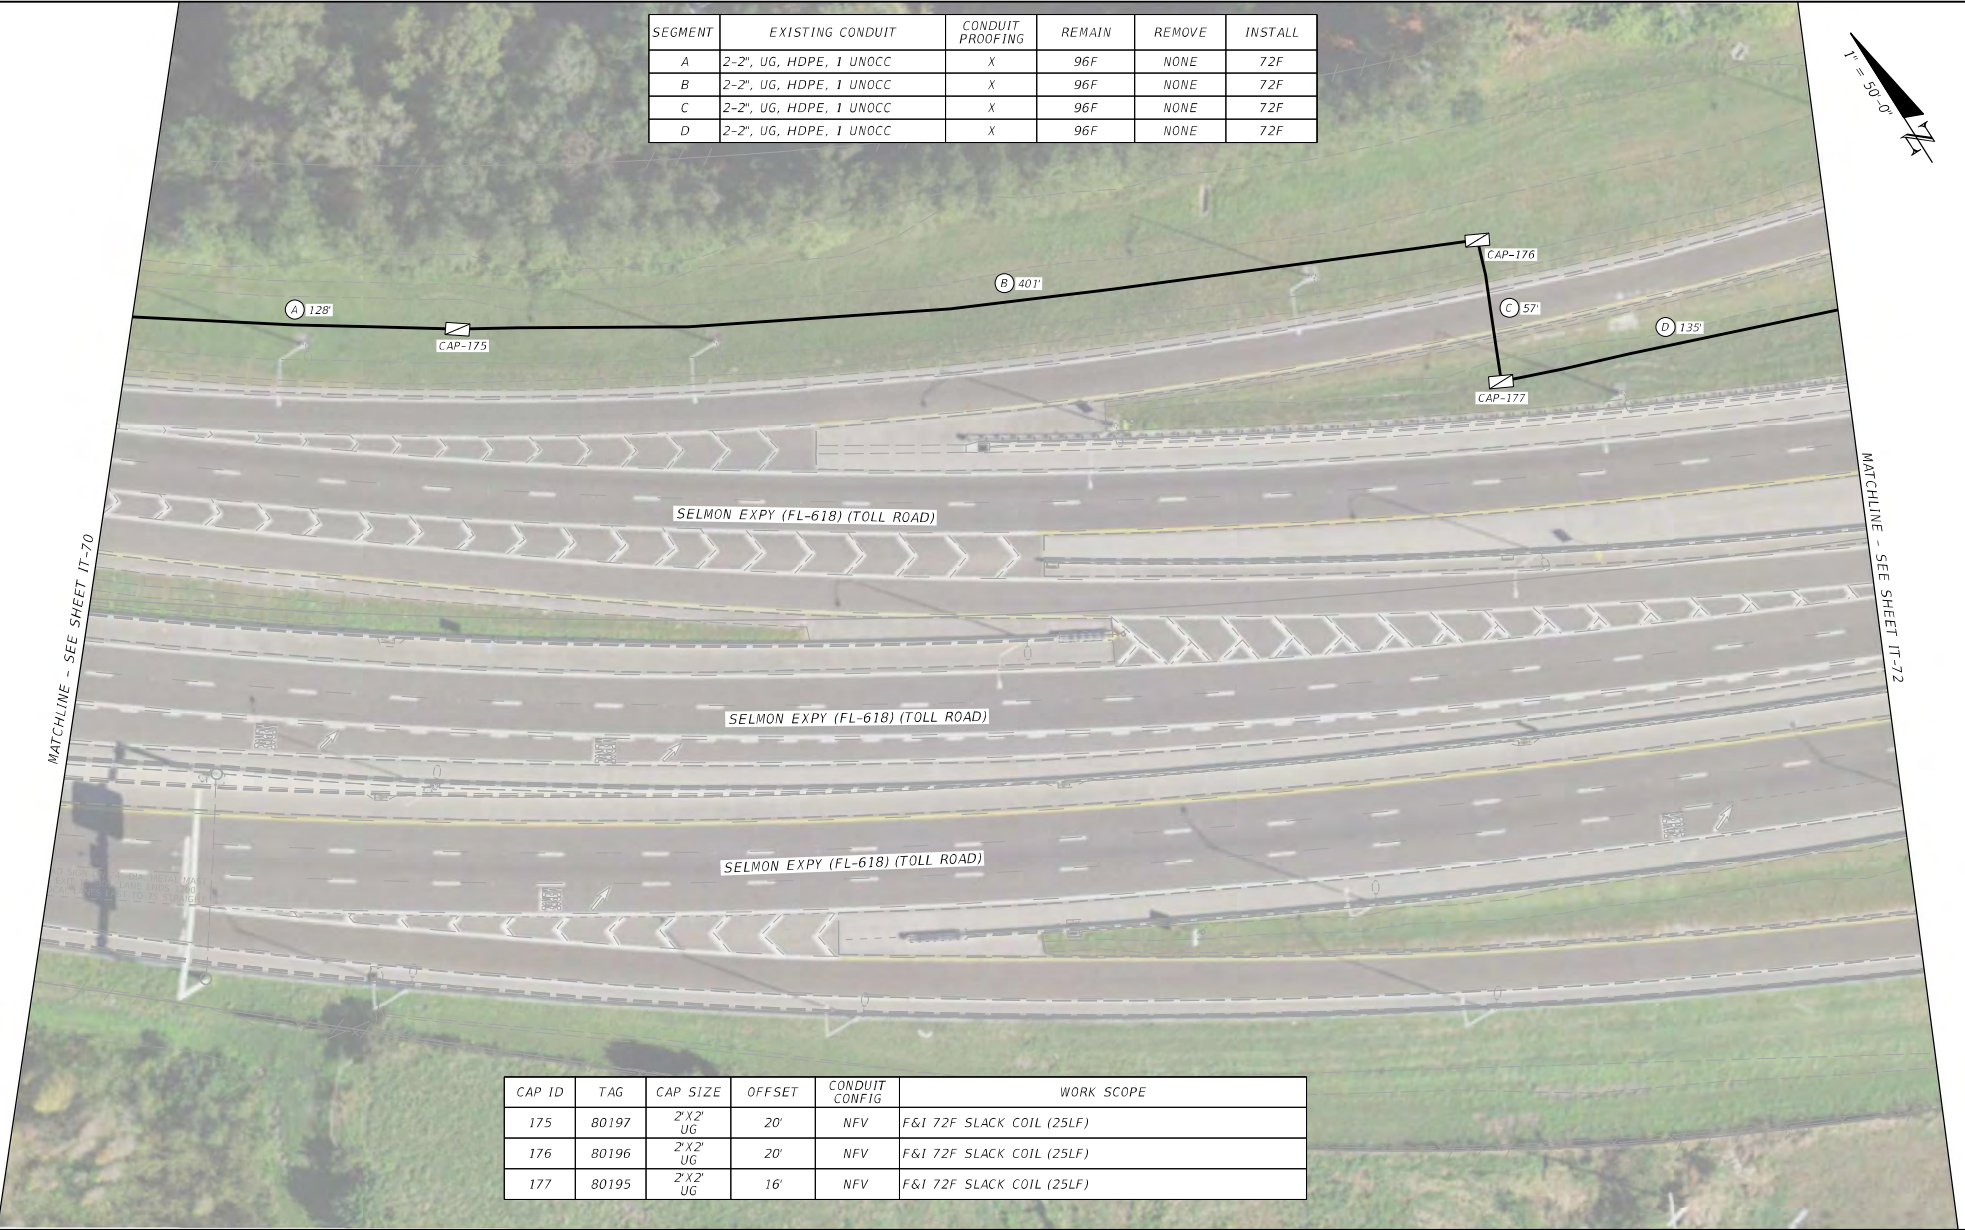 SEGMENT EXISTING CONDUIT CONDUIT PROOFING REMAIN REMOVE INSTALL
A 2-2", UG, HDPE, 1 UNOCC X 96F NONE 72F
B 2-2", UG, HDPE, 1 UNOCC X 96F NONE 72F
C 2-2", UG, HDPE, 1 UNOCC X 96F NONE 72F
D 2-2", UG, HDPE, 1 UNOCC X 96F NONE 72F
1" = 50'-0"
N
CAP-176
B 401'
A 128'
C 57'
D 135'
CAP-175
CAP-177
SELMON EXPY (FL-618) (TOLL ROAD)
MATCHLINE - SEE SHEET IT-70
MATCHLINE - SEE SHEET IT-72
SELMON EXPY (FL-618) (TOLL ROAD)
SELMON EXPY (FL-618) (TOLL ROAD)
CAP ID TAG CAP SIZE OFFSET CONDUIT CONFIG WORK SCOPE
175 80197 2'X2' UG 20' NFV F&I 72F SLACK COIL (25LF)
176 80196 2'X2' UG 20' NFV F&I 72F SLACK COIL (25LF)
177 80195 2'X2' UG 16' NFV F&I 72F SLACK COIL (25LF)